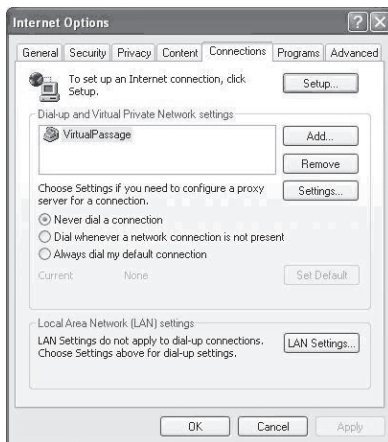 Internet Options
General Security Privacy Content Connections Programs Advanced
To set up an Internet connection, click
Setup.
Setup...
Dial-up and Virtual Private Network settings
VirtualPassage
Add...
Remove
Choose Settings if you need to configure a proxy
server for a connection.
Settings...
Never dial a connection
Dial whenever a network connection is not present
Always dial my default connection
Current None
Set Default
Local Area Network (LAN) settings
LAN Settings do not apply to dial-up connections.
Choose Settings above for dial-up settings.
LAN Settings...
OK Cancel Apply